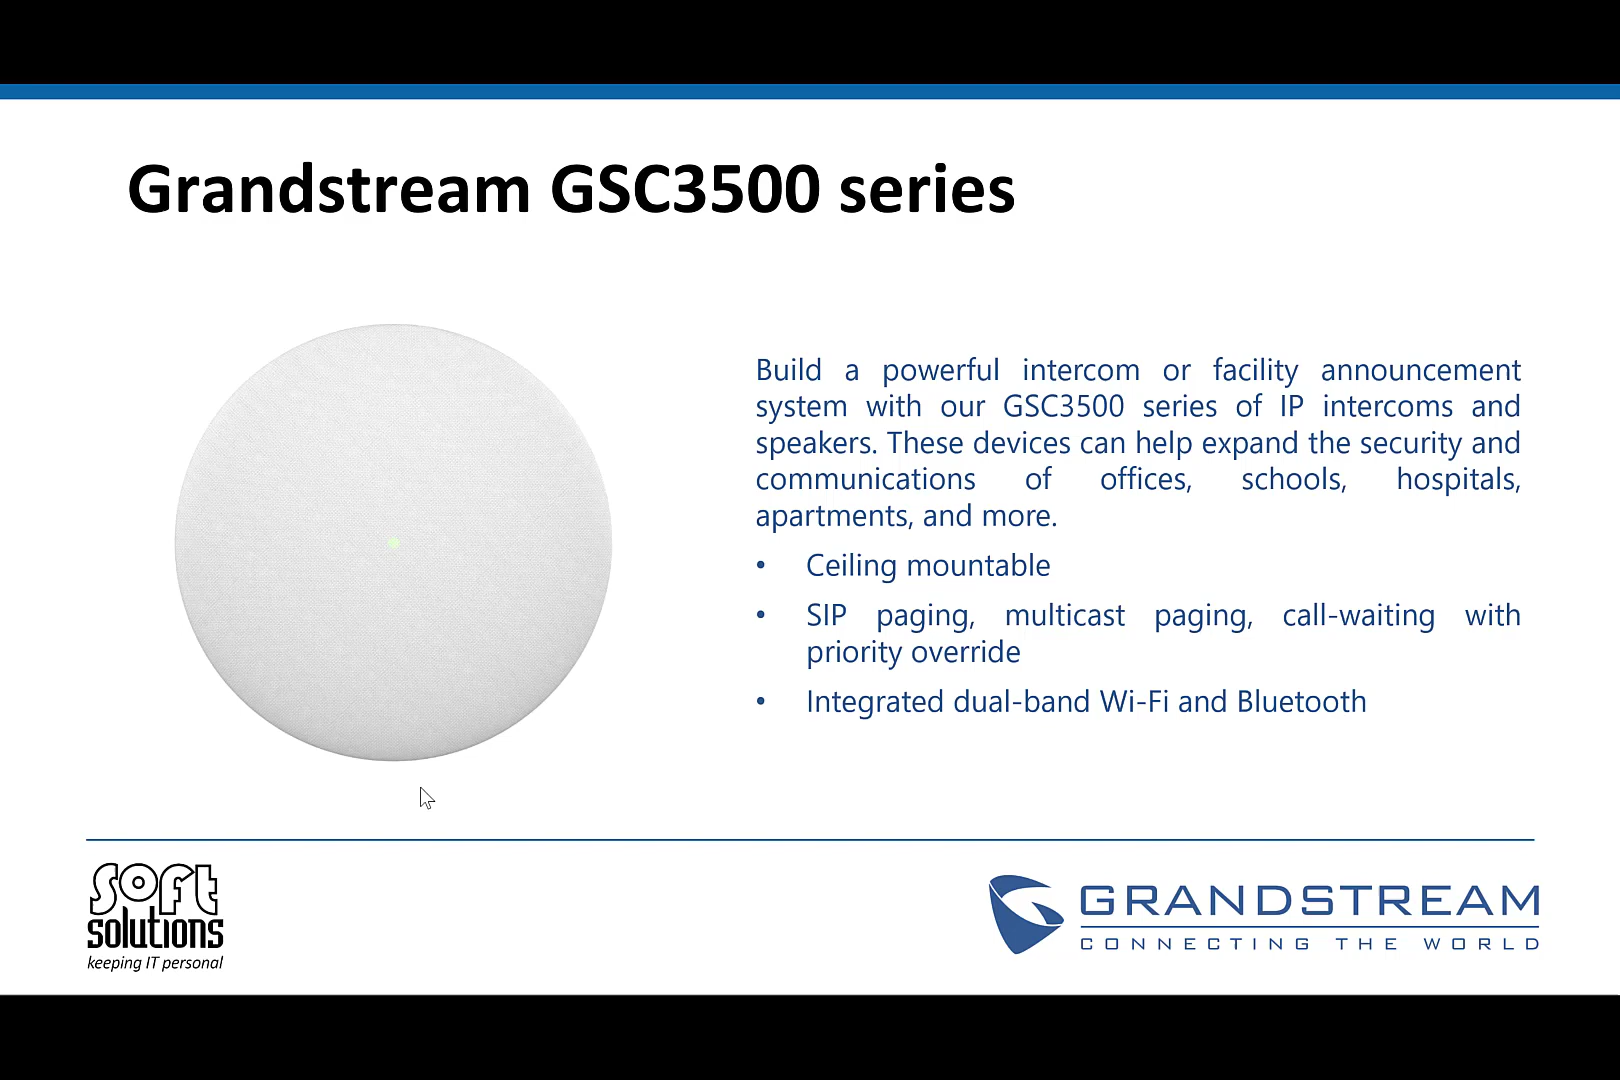 Grandstream GSC3500 series
Build a powerful intercom or facility announcement
system with our GSC3500 series of IP intercoms and
speakers. These devices can help expand the security and
communications of offices, schools, hospitals,
apartments, and more.
• Ceiling mountable
• SIP paging, multicast paging, call-waiting with
priority override
• Integrated dual-band Wi-Fi and Bluetooth
soft
solutions
keeping IT personal
GRANDSTREAM
CONNECTING THE WORLD